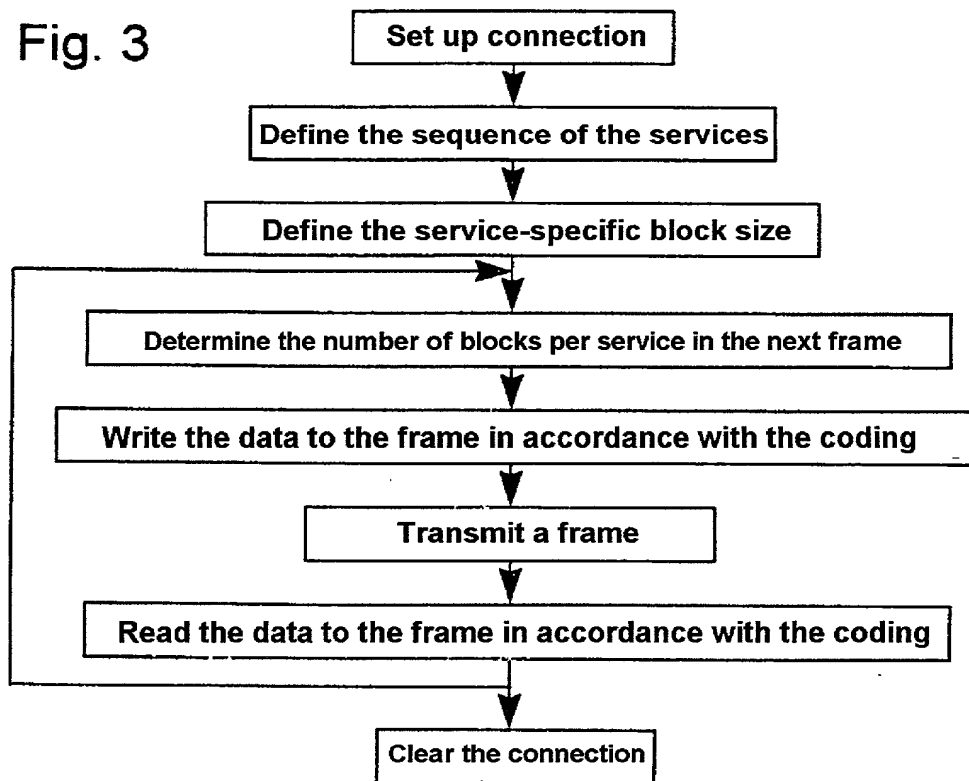 Fig. 3
Set up connection
Define the sequence of the services
Define the service-specific block size
Determine the number of blocks per service in the next frame
Write the data to the frame in accordance with the coding
Transmit a frame
Read the data to the frame in accordance with the coding
Clear the connection